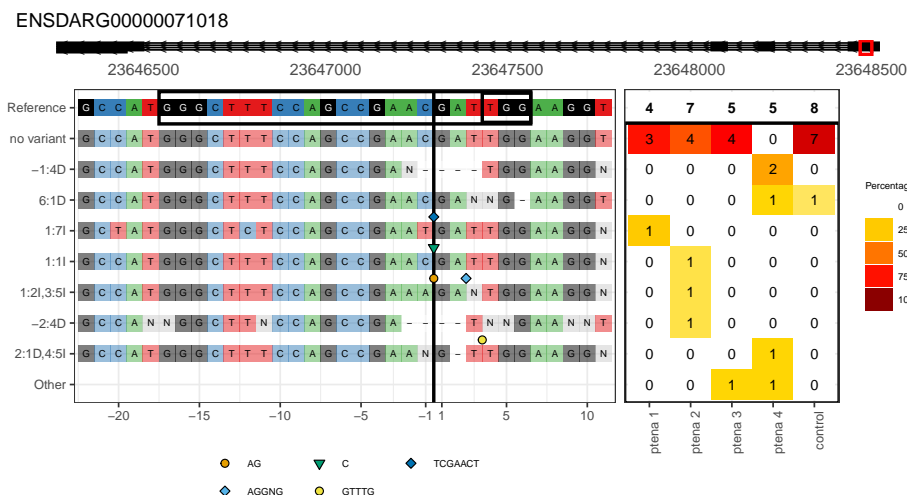 ENSDARG00000071018
23646500 23647000 23647500 23648000 23648500
Reference G C C A T G G G C T T T C C A G C C G A A C G A T T G G A A G G T 4 7 5 5 8
no variant G C C A T G G G C T T T C C A G C C G A A C G A T T G G A A G G T 3 4 4 0 7
−1:4D G C C A T G G G C T T T C C A G C C G A N - - - - T G G A A G G N 0 0 0 2 0
6:1D G C C A T G G G C T T T C C A G C C G A A C G A N N G - A A G G T 0 0 0 1 1
1:7I G C T A T G G G C T C T C C A G C C G A A T G A T T G G A A G G N 1 0 0 0 0
1:1I G C C A T G G G C T T T C C A G C C G A A C G A T T G G A A G G N 0 1 0 0 0
1:2I,3:5I G C C A T G G G C T T T C C A G C C G A A A G A N T G G A A G G N 0 1 0 0 0
−2:4D G C C A N N G G C T T N C C A G C C G A - - - - T N N G A A N N T 0 1 0 0 0
2:1D,4:5I G C C A T G G G C T T T C C A G C C G A A N G - T T G G A A G G N 0 0 0 1 0
Other 0 0 1 1 0
−20 −15 −10 −5 −1 1 5 10
ptena 1 ptena 2 ptena 3 ptena 4 control
Percentag
0
25
50
75
10
AG C TCGAACT
AGGNG GTTTG